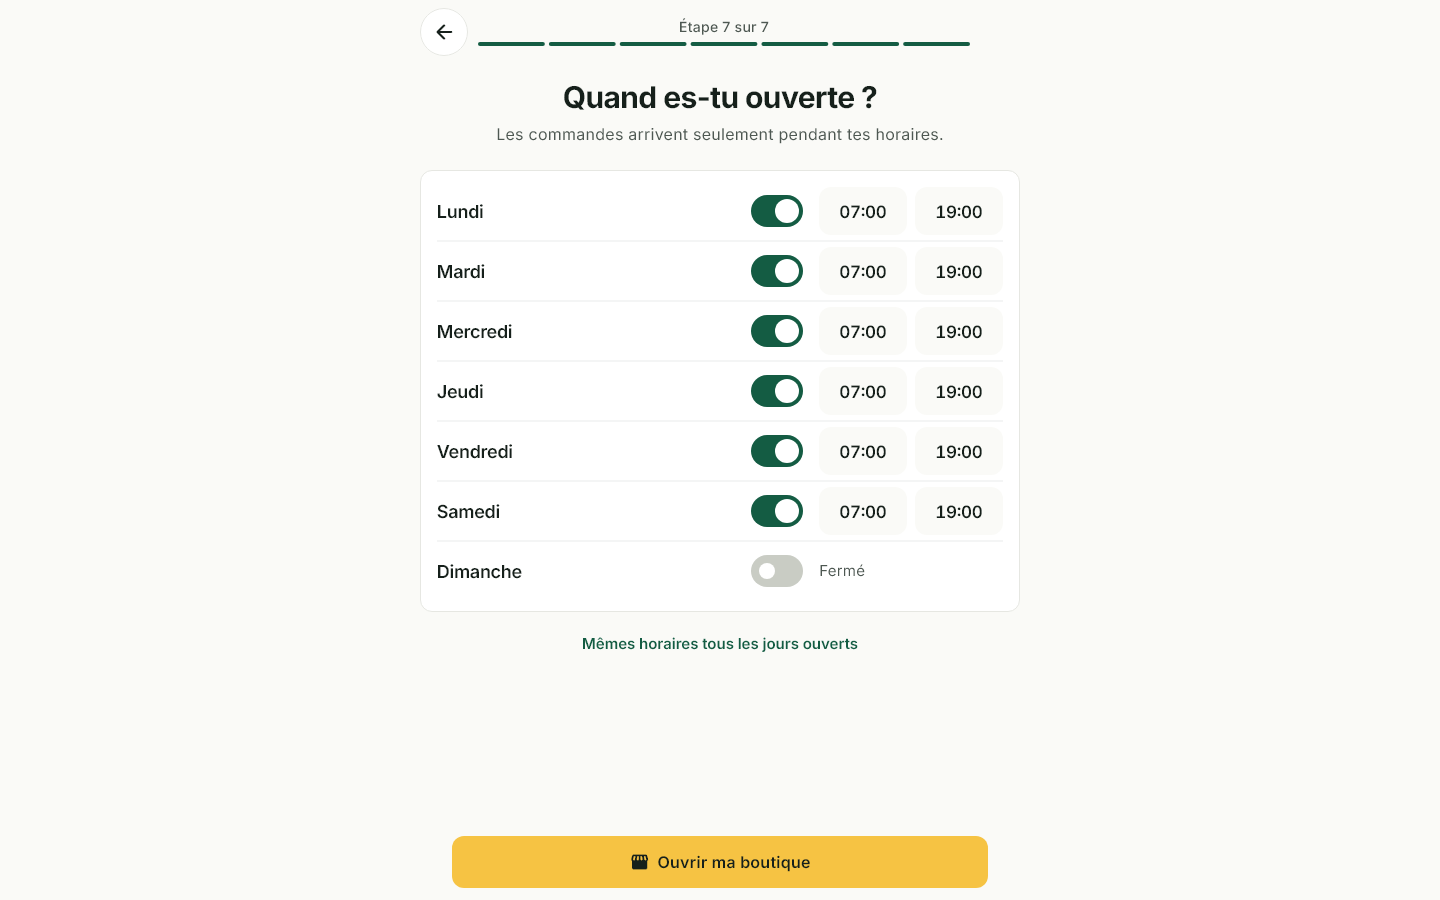 Étape 7 sur 7
Quand es-tu ouverte ?
Les commandes arrivent seulement pendant tes horaires.
Lundi 07:00 19:00
Mardi 07:00 19:00
Mercredi 07:00 19:00
Jeudi 07:00 19:00
Vendredi 07:00 19:00
Samedi 07:00 19:00
Dimanche Fermé
Mêmes horaires tous les jours ouverts
Ouvrir ma boutique